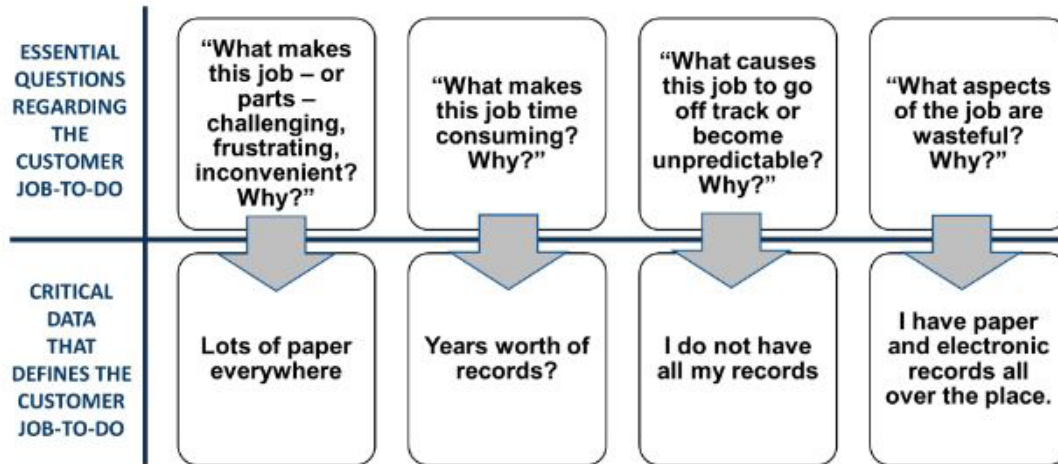 ESSENTIAL
QUESTIONS
REGARDING
THE
CUSTOMER
JOB-TO-DO
“What makes
this job – or
parts –
challenging,
frustrating,
inconvenient?
Why?”
“What makes
this job time
consuming?
Why?”
“What causes
this job to go
off track or
become
unpredictable?
Why?”
“What aspects
of the job are
wasteful?
Why?”
CRITICAL
DATA
THAT
DEFINES THE
CUSTOMER
JOB-TO-DO
Lots of paper
everywhere
Years worth of
records?
I do not have
all my records
I have paper
and electronic
records all
over the place.